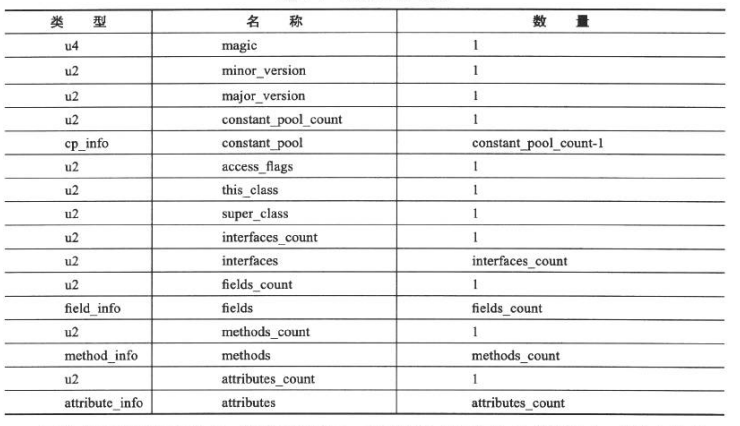 类 型 名 称 数 量
u4 magic 1
u2 minor_version 1
u2 major_version 1
u2 constant_pool_count 1
cp_info constant_pool constant_pool_count-1
u2 access_flags 1
u2 this_class 1
u2 super_class 1
u2 interfaces_count 1
u2 interfaces interfaces_count
u2 fields_count 1
field_info fields fields_count
u2 methods_count 1
method_info methods methods_count
u2 attributes_count 1
attribute_info attributes attributes_count